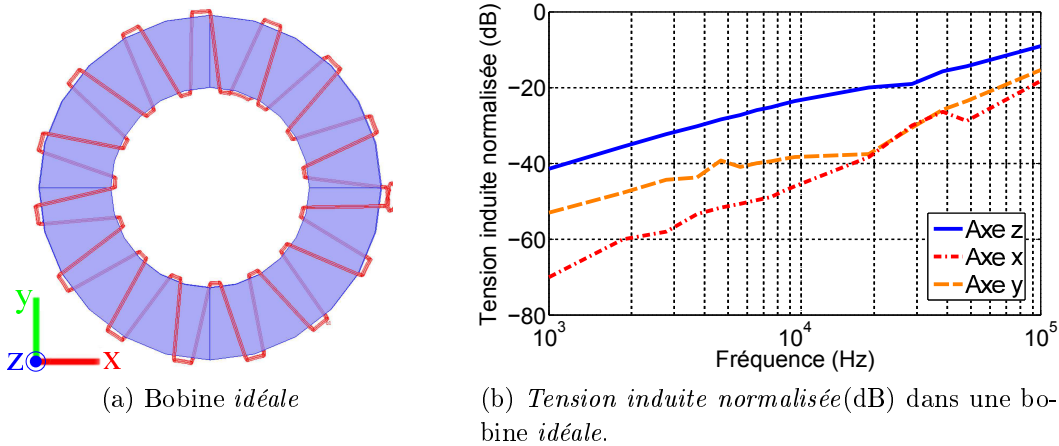 y
z
x
(a) Bobine idéale
Tension induite normalisée (dB)
0
−20
−40
−60
−80
10^3
10^4
10^5
Fréquence (Hz)
Axe z
Axe x
Axe y
(b) Tension induite normalisée(dB) dans une bo-
bine idéale.